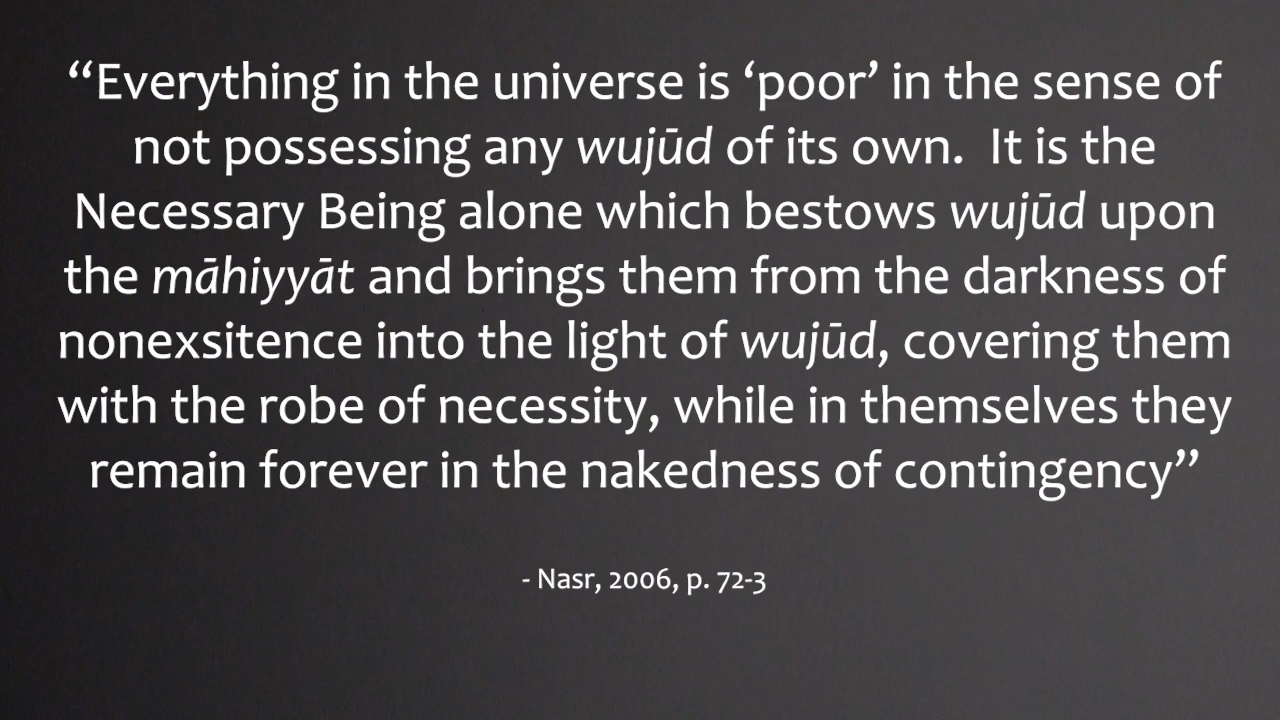 “Everything in the universe is ‘poor’ in the sense of
not possessing any wujūd of its own.  It is the
Necessary Being alone which bestows wujūd upon
the māhiyyāt and brings them from the darkness of
nonexsitence into the light of wujūd, covering them
with the robe of necessity, while in themselves they
remain forever in the nakedness of contingency”
- Nasr, 2006, p. 72-3